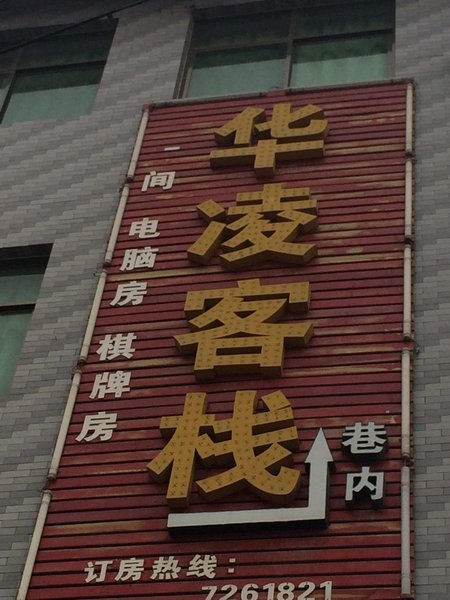 华凌客栈
一间 电脑房 棋牌房
巷内
订房热线：
7261821